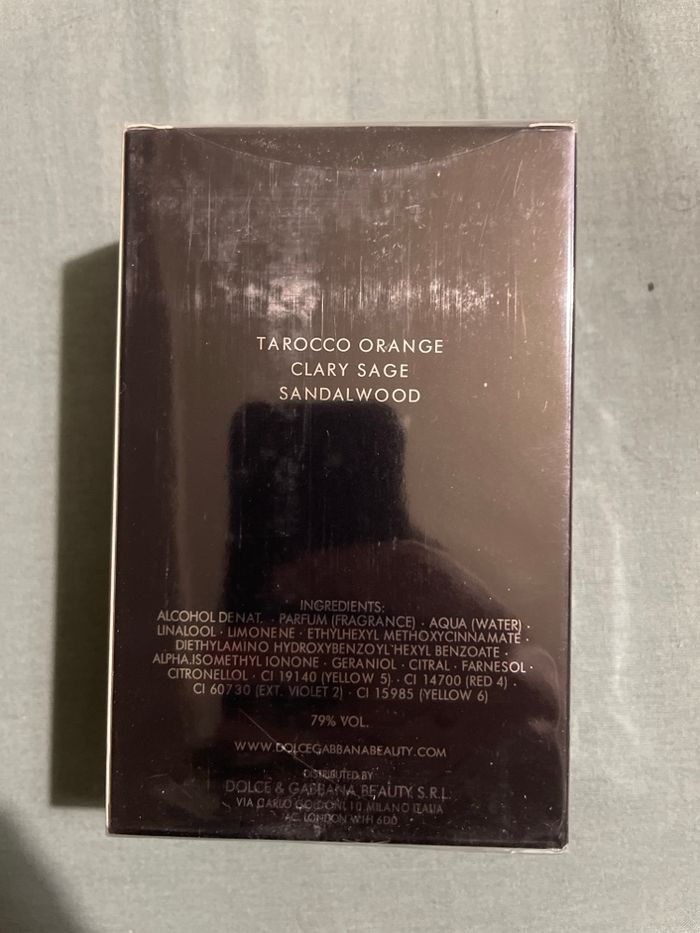 TAROCCO ORANGE
CLARY SAGE
SANDALWOOD
INGREDIENTS:
ALCOHOL DENAT. · PARFUM (FRAGRANCE) · AQUA (WATER) ·
LINALOOL · LIMONENE · ETHYLHEXYL METHOXYCINNAMATE ·
DIETHYLAMINO HYDROXYBENZOYL HEXYL BENZOATE ·
ALPHA.ISOMETHYL IONONE · GERANIOL · CITRAL · FARNESOL ·
CITRONELLOL · CI 19140 (YELLOW 5) · CI 14700 (RED 4) ·
CI 60730 (EXT. VIOLET 2) · CI 15985 (YELLOW 6)
79% VOL.
WWW.DOLCEGABBANABEAUTY.COM
DISTRIBUTED BY
DOLCE & GABBANA BEAUTY S.R.L.
VIA CARLO GOLDONI, 10 MILANO ITALIA
LONDON W1H 6DD